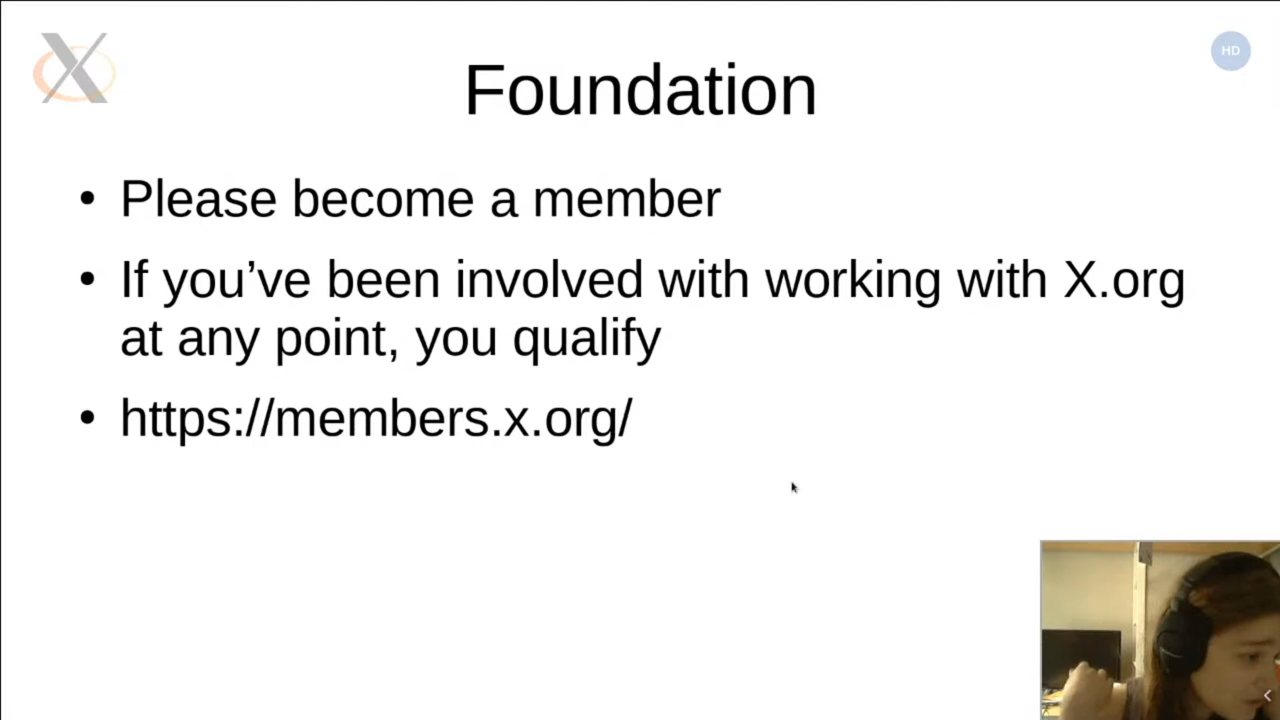 HD
Foundation
• Please become a member
• If you’ve been involved with working with X.org
at any point, you qualify
• https://members.x.org/